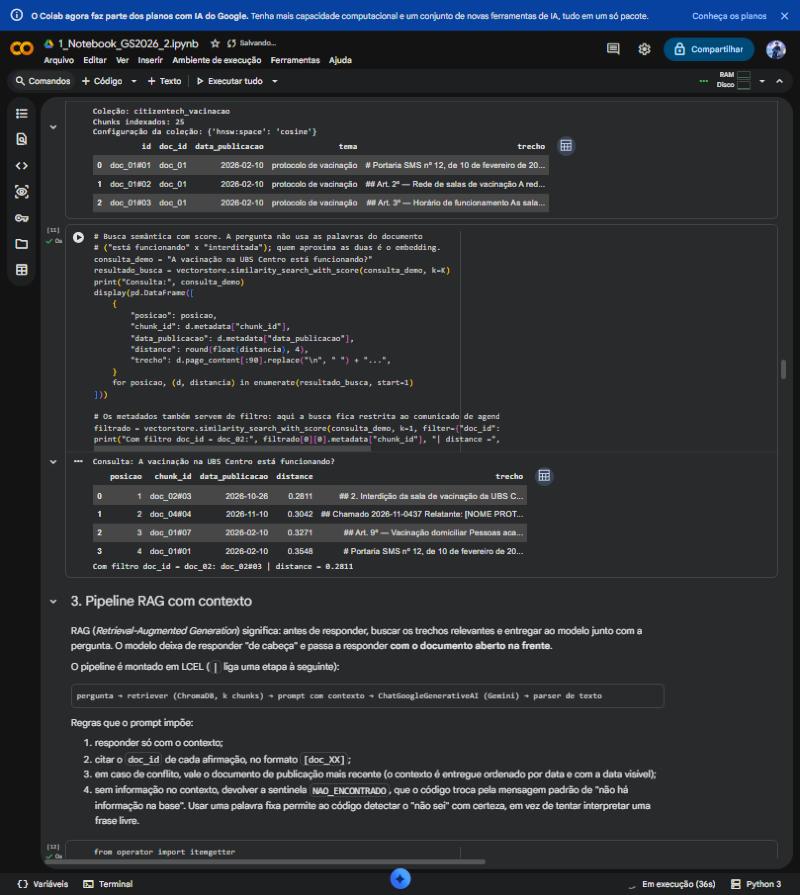 O Colab agora faz parte dos planos com IA do Google. Tenha mais capacidade computacional e um conjunto de novas ferramentas de IA, tudo em um só pacote. Conheça os planos
CO 1_Notebook_GS2026_2.ipynb Salvando...
Arquivo Editar Ver Inserir Ambiente de execução Ferramentas Ajuda
Compartilhar
Comandos + Código + Texto Executar tudo
RAM
Disco
Coleção: citizentech_vacinacao
Chunks indexados: 25
Configuração da coleção: {'hnsw:space': 'cosine'}
id doc_id data_publicacao tema trecho
0 doc_01#01 doc_01 2026-02-10 protocolo de vacinação # Portaria SMS nº 12, de 10 de fevereiro de 20...
1 doc_01#02 doc_01 2026-02-10 protocolo de vacinação ## Art. 2º — Rede de salas de vacinação A red...
2 doc_01#03 doc_01 2026-02-10 protocolo de vacinação ## Art. 3º — Horário de funcionamento As sala...
[11]
0s
# Busca semântica com score. A pergunta não usa as palavras do documento
# ("está funcionando" x "interditada"); quem aproxima as duas é o embedding.
consulta_demo = "A vacinação na UBS Centro está funcionando?"
resultado_busca = vectorstore.similarity_search_with_score(consulta_demo, k=K)
print("Consulta:", consulta_demo)
display(pd.DataFrame([
{
"posicao": posicao,
"chunk_id": d.metadata["chunk_id"],
"data_publicacao": d.metadata["data_publicacao"],
"distance": round(float(distancia), 4),
"trecho": d.page_content[:90].replace("\n", " ") + "...",
}
for posicao, (d, distancia) in enumerate(resultado_busca, start=1)
]))
# Os metadados também servem de filtro: aqui a busca fica restrita ao comunicado de agend
filtrado = vectorstore.similarity_search_with_score(consulta_demo, k=1, filter={"doc_id":
print("Com filtro doc_id = doc_02:", filtrado[0][0].metadata["chunk_id"], "| distance =",
Consulta: A vacinação na UBS Centro está funcionando?
posicao chunk_id data_publicacao distance trecho
0 1 doc_02#03 2026-10-26 0.2811 ## 2. Interdição da sala de vacinação da UBS C...
1 2 doc_04#04 2026-11-10 0.3042 ## Chamado 2026-11-0437 Relatante: [NOME PROT...
2 3 doc_01#07 2026-02-10 0.3271 ## Art. 9º — Vacinação domiciliar Pessoas aca...
3 4 doc_01#01 2026-02-10 0.3548 # Portaria SMS nº 12, de 10 de fevereiro de 20...
Com filtro doc_id = doc_02: doc_02#03 | distance = 0.2811
3. Pipeline RAG com contexto
RAG (Retrieval-Augmented Generation) significa: antes de responder, buscar os trechos relevantes e entregar ao modelo junto com a
pergunta. O modelo deixa de responder "de cabeça" e passa a responder com o documento aberto na frente.
O pipeline é montado em LCEL ( | liga uma etapa à seguinte):
pergunta → retriever (ChromaDB, k chunks) → prompt com contexto → ChatGoogleGenerativeAI (Gemini) → parser de texto
Regras que o prompt impõe:
1. responder só com o contexto;
2. citar o doc_id de cada afirmação, no formato [doc_XX] ;
3. em caso de conflito, vale o documento de publicação mais recente (o contexto é entregue ordenado por data e com a data visível);
4. sem informação no contexto, devolver a sentinela NAO_ENCONTRADO , que o código troca pela mensagem padrão de "não há
informação na base". Usar uma palavra fixa permite ao código detectar o "não sei" com certeza, em vez de tentar interpretar uma
frase livre.
[12]
0s
from operator import itemgetter
Variáveis Terminal Em execução (36s) Python 3